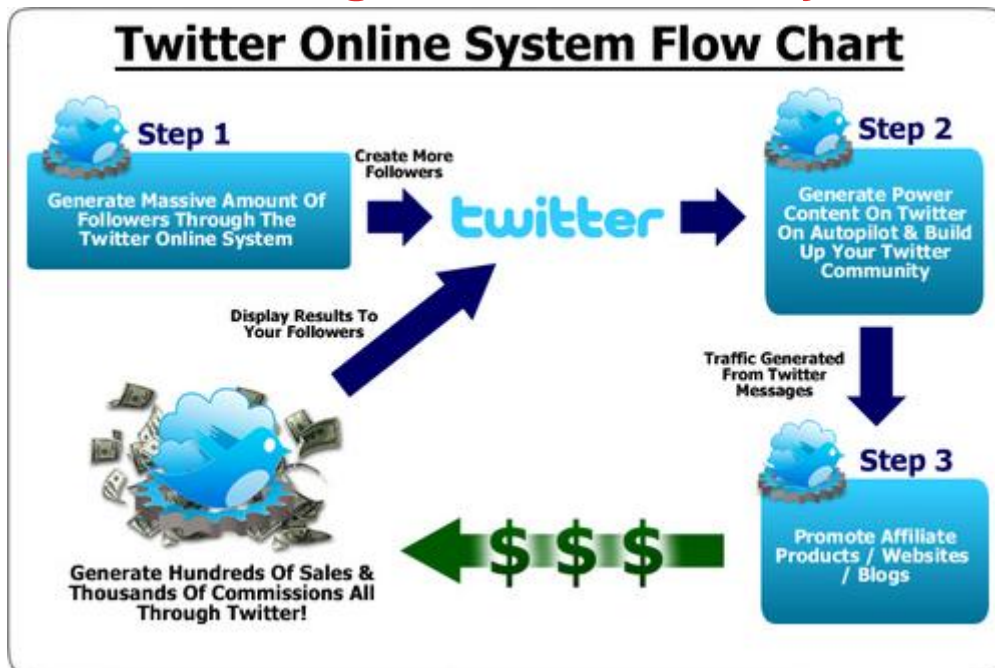 Twitter Online System Flow Chart
Step 1
Generate Massive Amount Of
Followers Through The
Twitter Online System
Create More
Followers
twitter
Step 2
Generate Power
Content On Twitter
On Autopilot & Build
Up Your Twitter
Community
Traffic Generated
From Twitter
Messages
Step 3
Promote Affiliate
Products / Websites
/ Blogs
$ $ $
Generate Hundreds Of Sales &
Thousands Of Commissions All
Through Twitter!
Display Results To
Your Followers